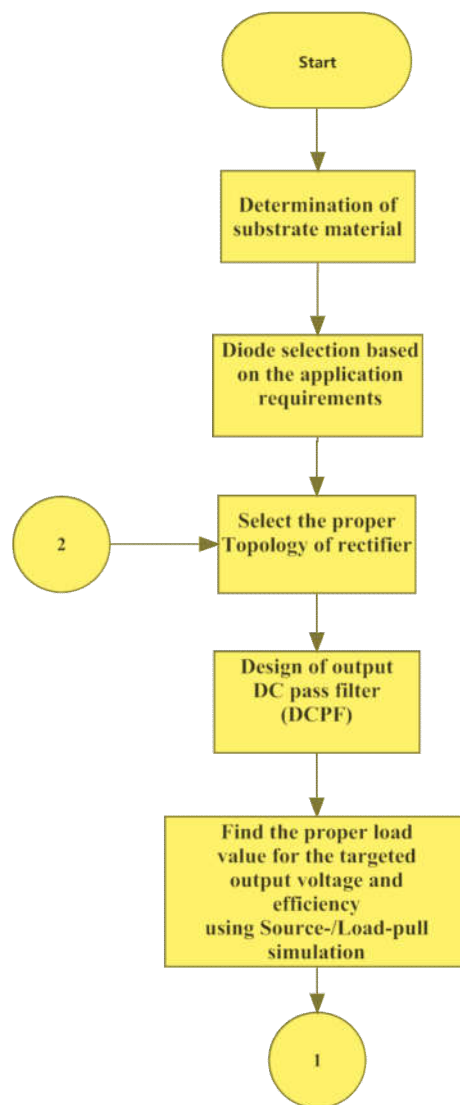 Start
Determination of
substrate material
Diode selection based
on the application
requirements
2
Select the proper
Topology of rectifier
Design of output
DC pass filter
(DCPF)
Find the proper load
value for the targeted
output voltage and
efficiency
using Source-/Load-pull
simulation
1